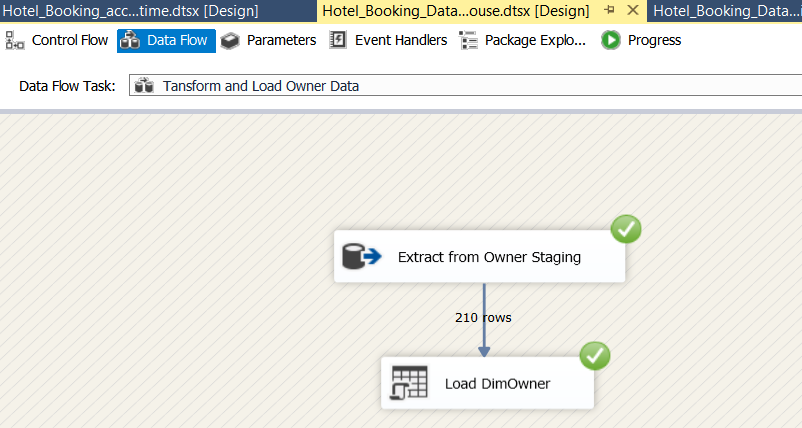 Hotel_Booking_acc...time.dtsx [Design] Hotel_Booking_Data...ouse.dtsx [Design] Hotel_Booking_Data...i
Control Flow Data Flow Parameters Event Handlers Package Explo... Progress
Data Flow Task: Tansform and Load Owner Data
Extract from Owner Staging
210 rows
Load DimOwner